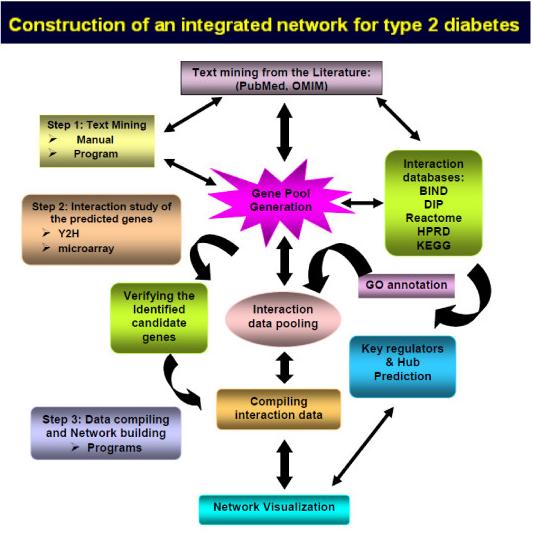 Construction of an integrated network for type 2 diabetes
Text mining from the Literature:
(PubMed, OMIM)
Step 1: Text Mining
➢ Manual
➢ Program
Interaction
databases:
BIND
DIP
Reactome
HPRD
KEGG
Gene Pool
Generation
Step 2: Interaction study of
the predicted genes
➢ Y2H
➢ microarray
GO annotation
Verifying the
Identified
candidate
genes
Interaction
data pooling
Key regulators
& Hub
Prediction
Compiling
interaction data
Step 3: Data compiling
and Network building
➢ Programs
Network Visualization